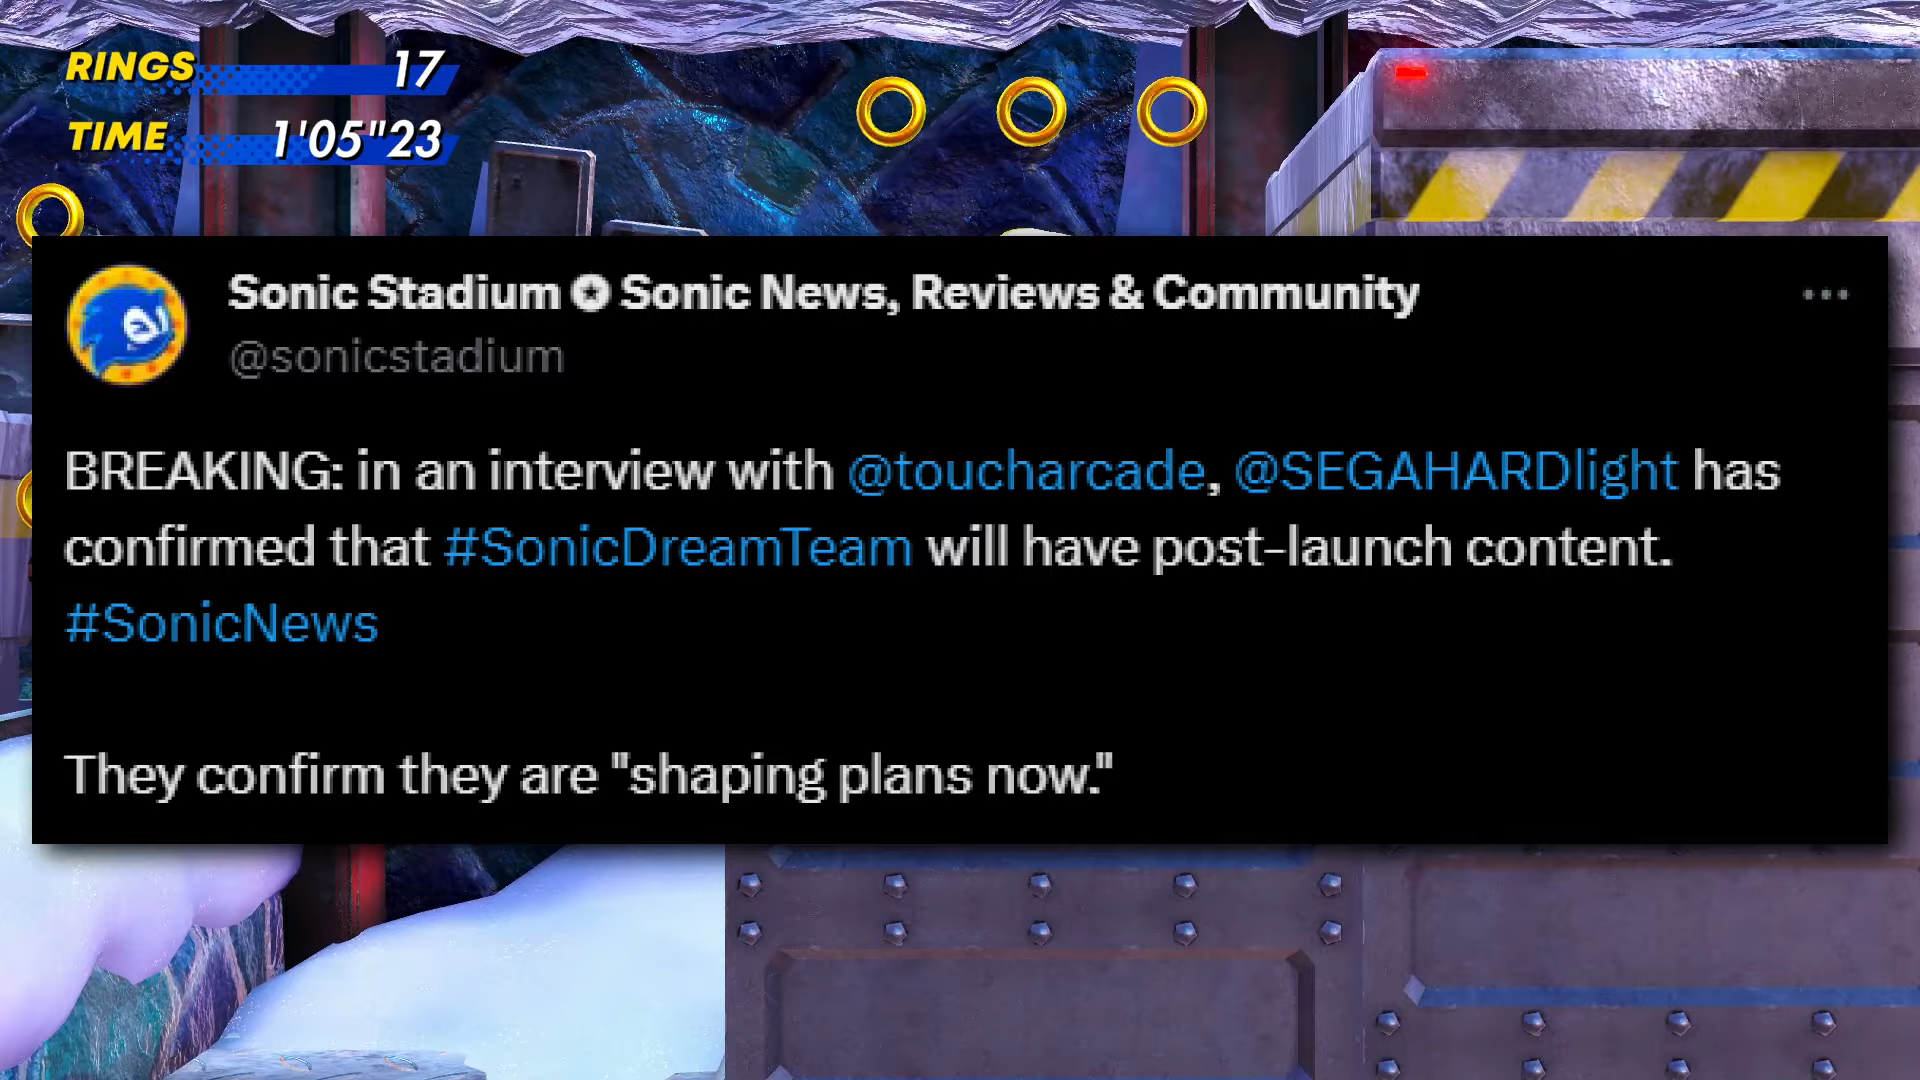 RINGS 17
TIME 1'05"23
Sonic Stadium ✪ Sonic News, Reviews & Community
@sonicstadium
BREAKING: in an interview with @toucharcade, @SEGAHARDlight has
confirmed that #SonicDreamTeam will have post-launch content.
#SonicNews
They confirm they are "shaping plans now."